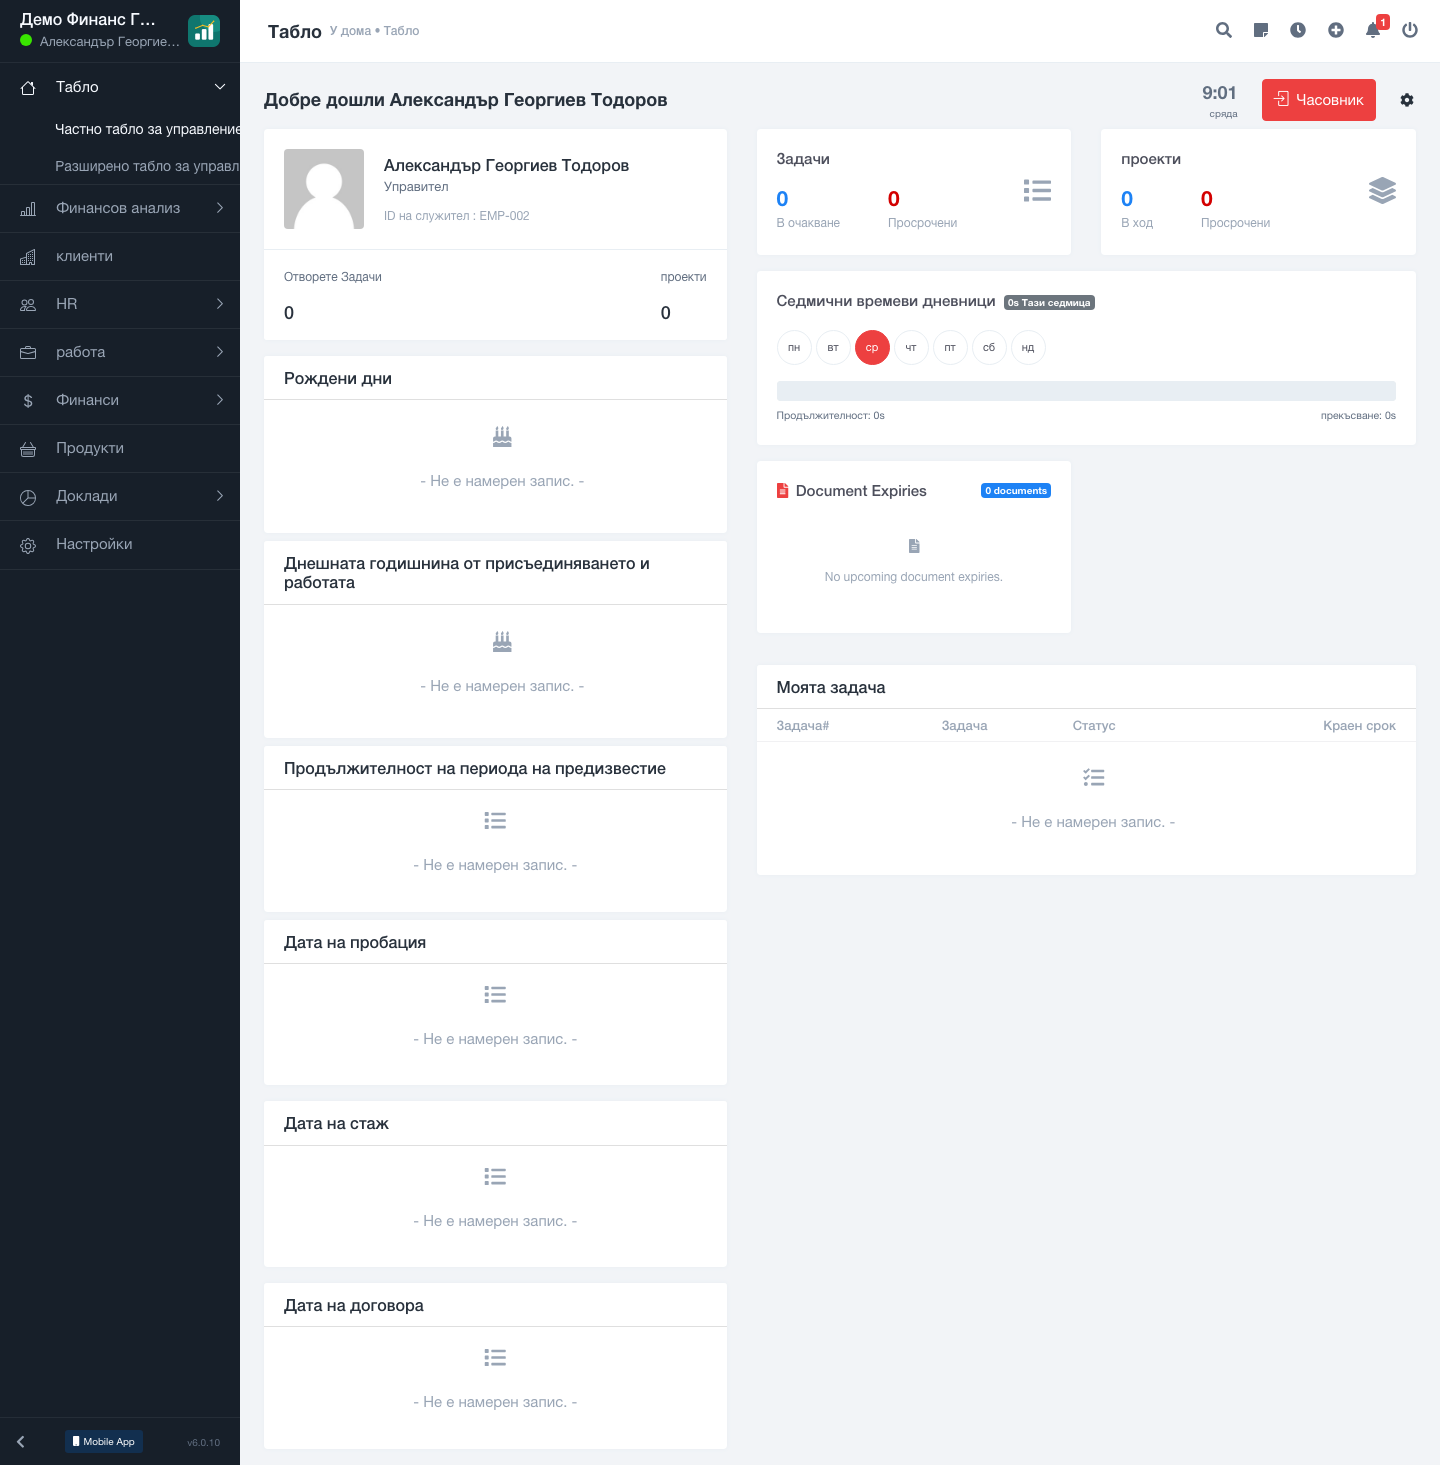 Демо Финанс Г...
Александър Георгие...
Табло
Частно табло за управление
Разширено табло за управл
Финансов анализ
клиенти
HR
работа
Финанси
Продукти
Доклади
Настройки
Mobile App
v6.0.10
Табло У дома • Табло
1
Добре дошли Александър Георгиев Тодоров
9:01
сряда
Часовник
Александър Георгиев Тодоров
Управител
ID на служител : EMP-002
Отворете Задачи
0
проекти
0
Рождени дни
- Не е намерен запис. -
Днешната годишнина от присъединяването и
работата
- Не е намерен запис. -
Продължителност на периода на предизвестие
- Не е намерен запис. -
Дата на пробация
- Не е намерен запис. -
Дата на стаж
- Не е намерен запис. -
Дата на договора
- Не е намерен запис. -
Задачи
0
В очакване
0
Просрочени
проекти
0
В ход
0
Просрочени
Седмични времеви дневници 0s Тази седмица
пн вт ср чт пт сб нд
Продължителност: 0s прекъсване: 0s
Document Expiries 0 documents
No upcoming document expiries.
Моята задача
Задача# Задача Статус Краен срок
- Не е намерен запис. -